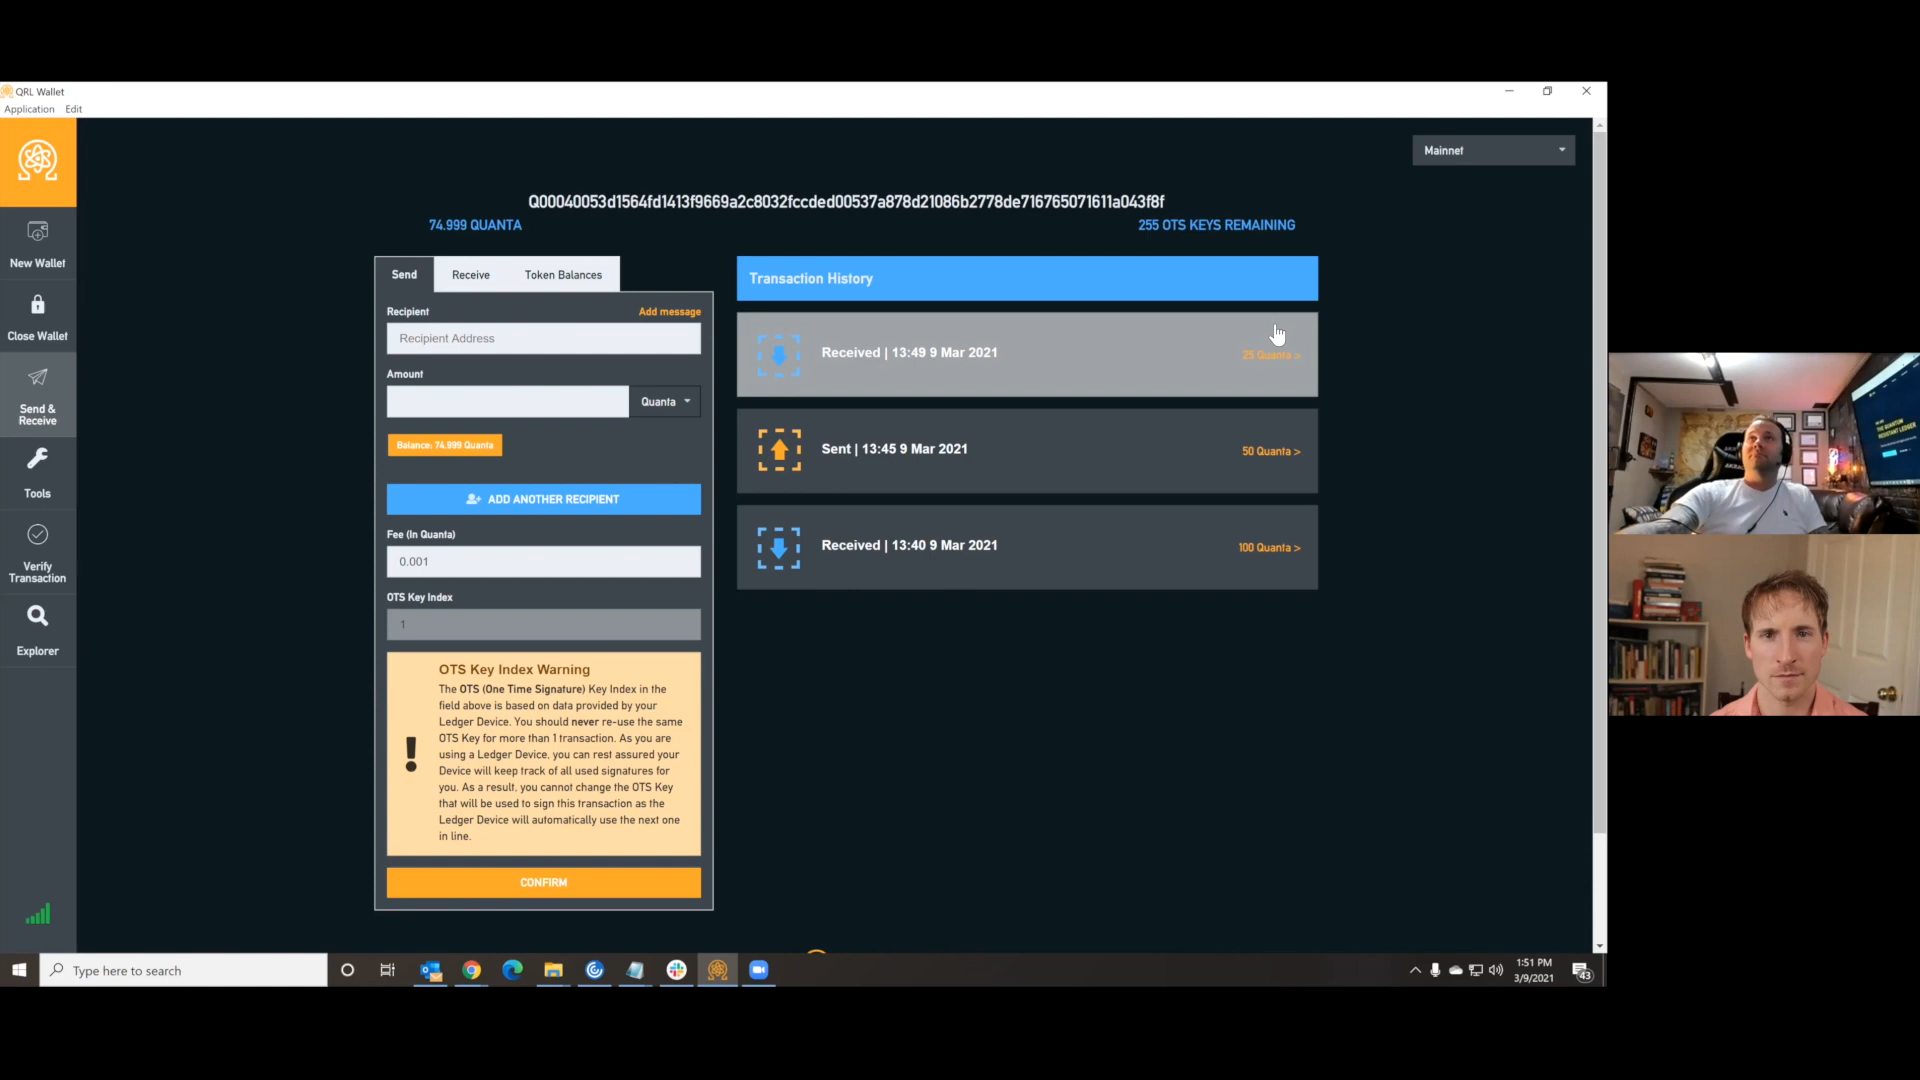 QRL Wallet
Application Edit
Mainnet
Q00040053d1564fd1413f9669a2c8032fccded00537a878d21086b2778de716765071611a043f8f
74.999 QUANTA
255 OTS KEYS REMAINING
New Wallet
Close Wallet
Send &
Receive
Tools
Verify
Transaction
Explorer
Send
Receive
Token Balances
Recipient
Add message
Recipient Address
Amount
Quanta
Balance: 74.999 Quanta
ADD ANOTHER RECIPIENT
Fee (In Quanta)
0.001
OTS Key Index
1
OTS Key Index Warning
The OTS (One Time Signature) Key Index in the
field above is based on data provided by your
Ledger Device. You should never re-use the same
OTS Key for more than 1 transaction. As you are
using a Ledger Device, you can rest assured your
Device will keep track of all used signatures for
you. As a result, you cannot change the OTS Key
that will be used to sign this transaction as the
Ledger Device will automatically use the next one
in line.
CONFIRM
Transaction History
Received | 13:49 9 Mar 2021
25 Quanta >
Sent | 13:45 9 Mar 2021
50 Quanta >
Received | 13:40 9 Mar 2021
100 Quanta >
THE QUANTUM
RESISTANT LEDGER
Type here to search
1:51 PM
3/9/2021
43